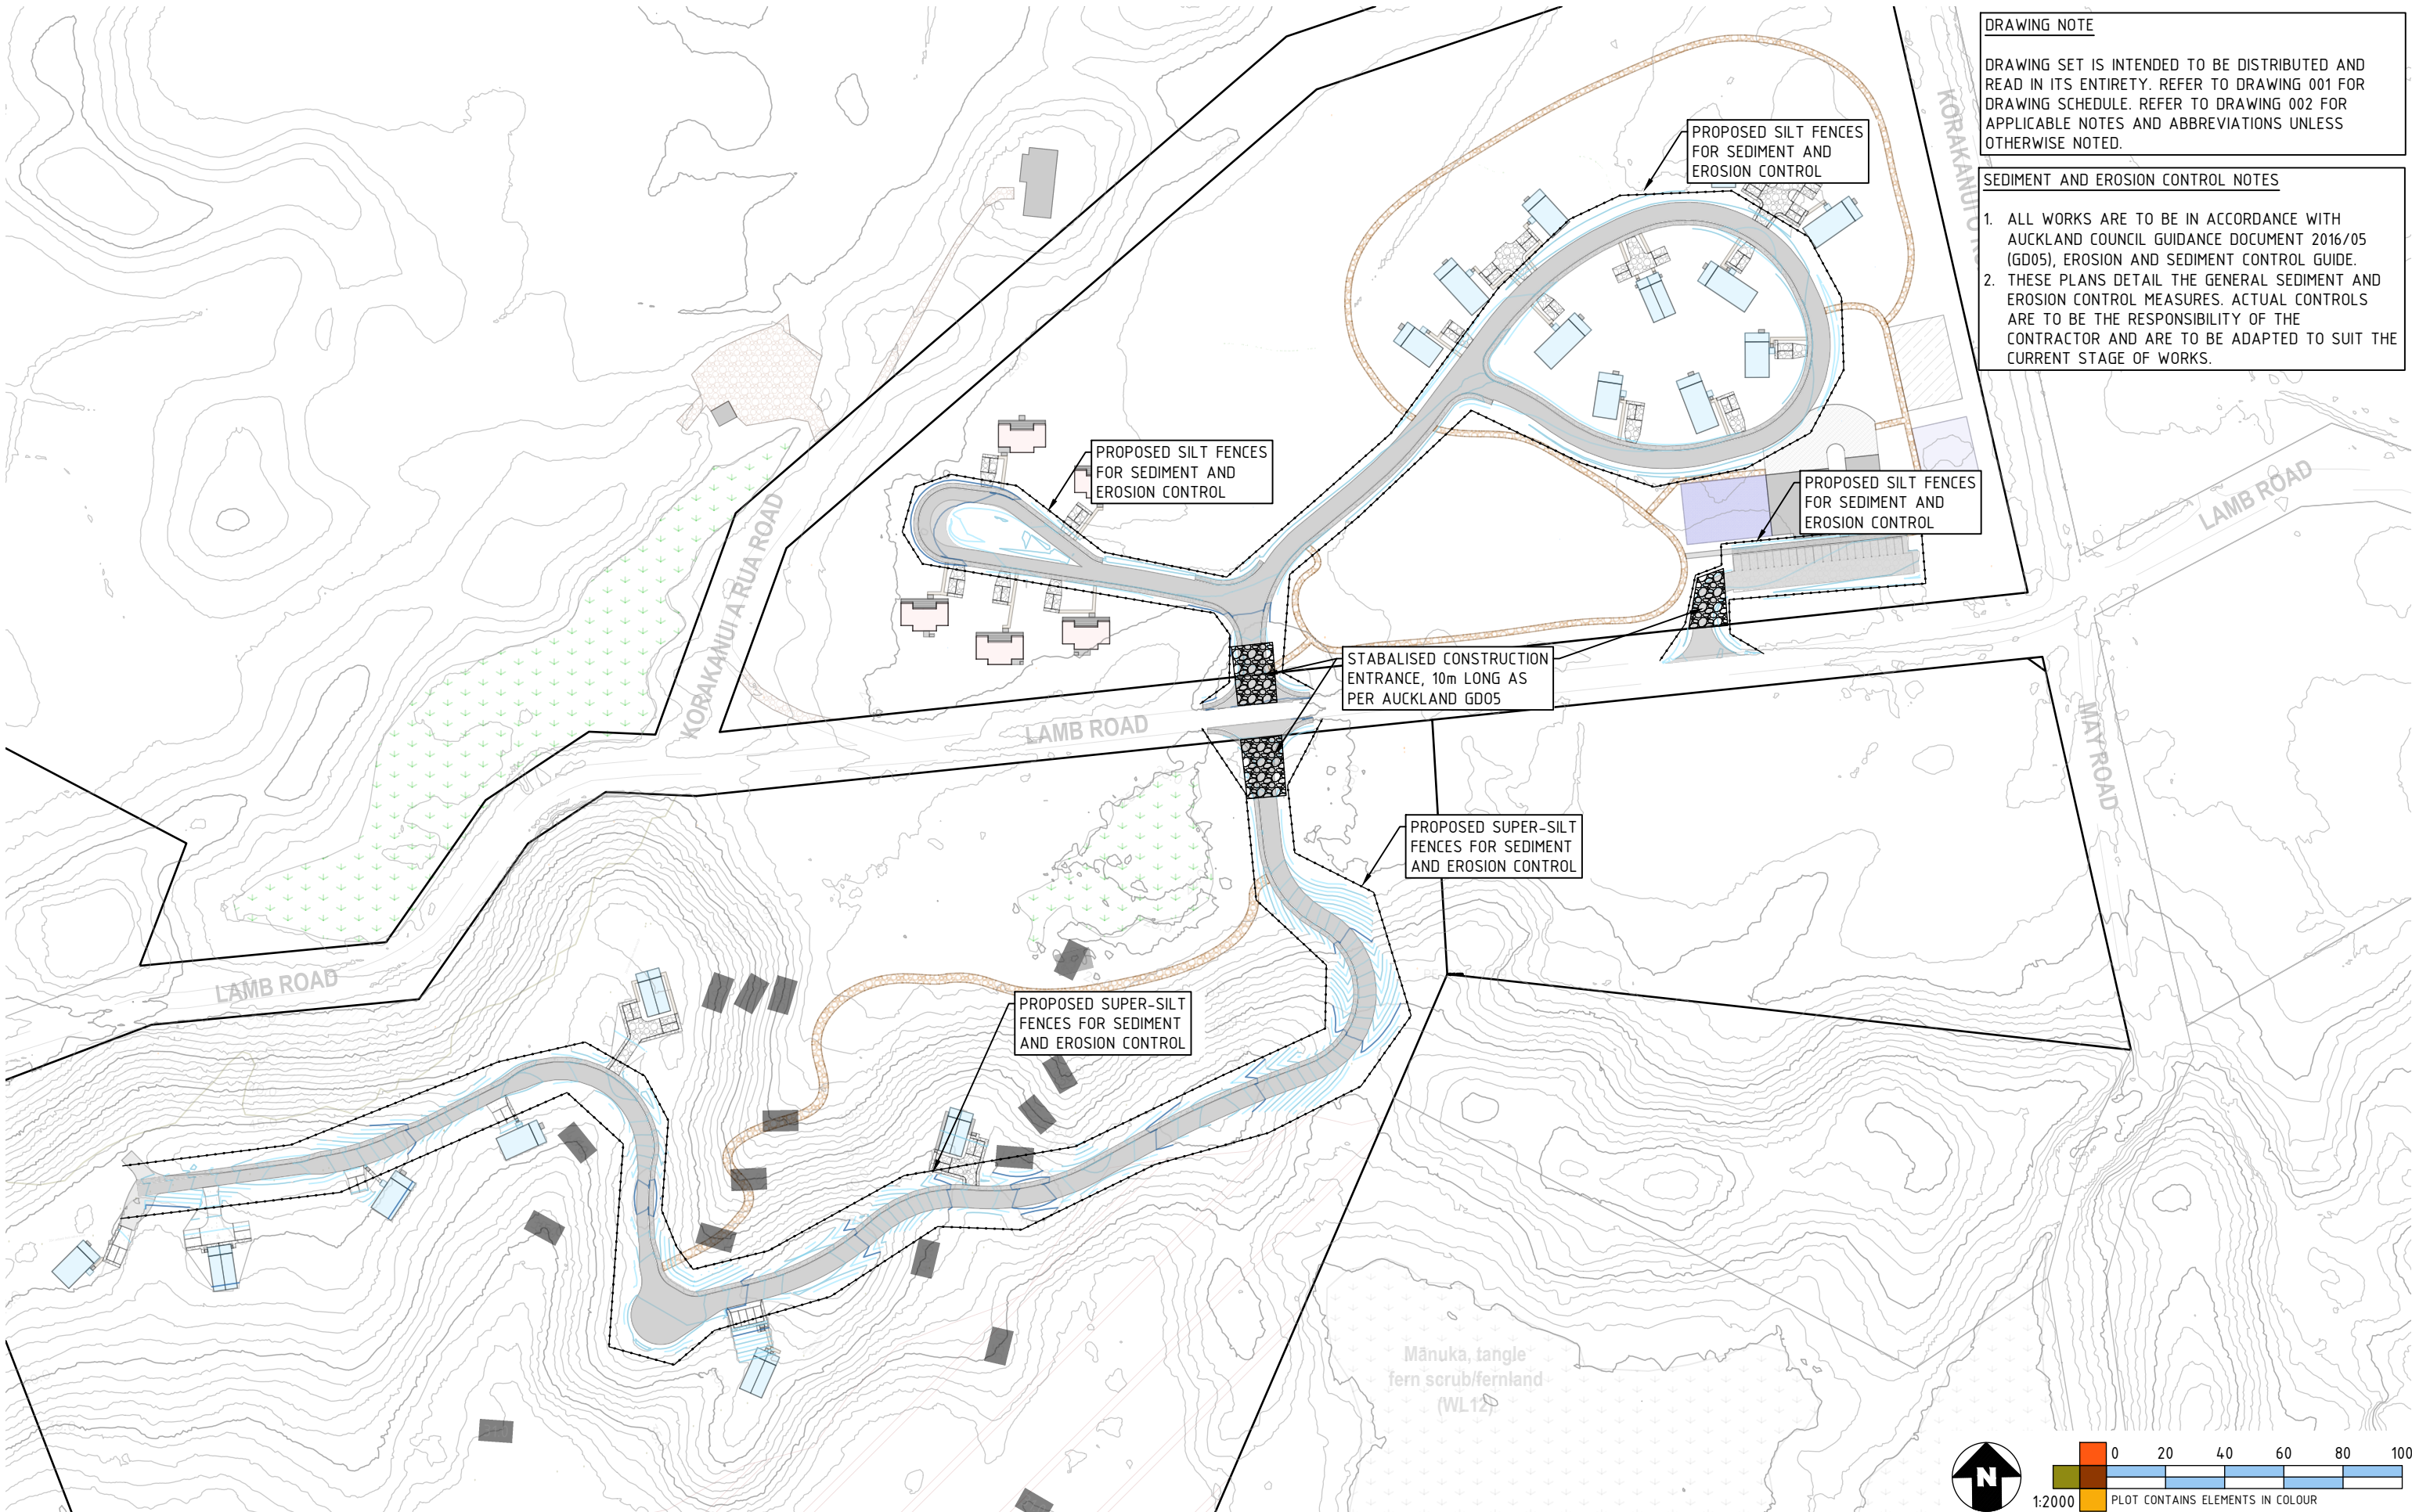 DRAWING NOTE
DRAWING SET IS INTENDED TO BE DISTRIBUTED AND
READ IN ITS ENTIRETY. REFER TO DRAWING 001 FOR
DRAWING SCHEDULE. REFER TO DRAWING 002 FOR
APPLICABLE NOTES AND ABBREVIATIONS UNLESS
OTHERWISE NOTED.
SEDIMENT AND EROSION CONTROL NOTES
1. ALL WORKS ARE TO BE IN ACCORDANCE WITH
AUCKLAND COUNCIL GUIDANCE DOCUMENT 2016/05
(GD05), EROSION AND SEDIMENT CONTROL GUIDE.
2. THESE PLANS DETAIL THE GENERAL SEDIMENT AND
EROSION CONTROL MEASURES. ACTUAL CONTROLS
ARE TO BE THE RESPONSIBILITY OF THE
CONTRACTOR AND ARE TO BE ADAPTED TO SUIT THE
CURRENT STAGE OF WORKS.
PROPOSED SILT FENCES
FOR SEDIMENT AND
EROSION CONTROL
KORAKANUI
PROPOSED SILT FENCES
FOR SEDIMENT AND
EROSION CONTROL
PROPOSED SILT FENCES
FOR SEDIMENT AND
EROSION CONTROL
LAMB ROAD
KORAKANUI A RUA ROAD
STABALISED CONSTRUCTION
ENTRANCE, 10m LONG AS
PER AUCKLAND GD05
LAMB ROAD
MAY ROAD
PROPOSED SUPER-SILT
FENCES FOR SEDIMENT
AND EROSION CONTROL
LAMB ROAD
PROPOSED SUPER-SILT
FENCES FOR SEDIMENT
AND EROSION CONTROL
Mānuka, tangle
fern scrub/fernland
(WL12)
N
0 20 40 60 80 100
1:2000
PLOT CONTAINS ELEMENTS IN COLOUR